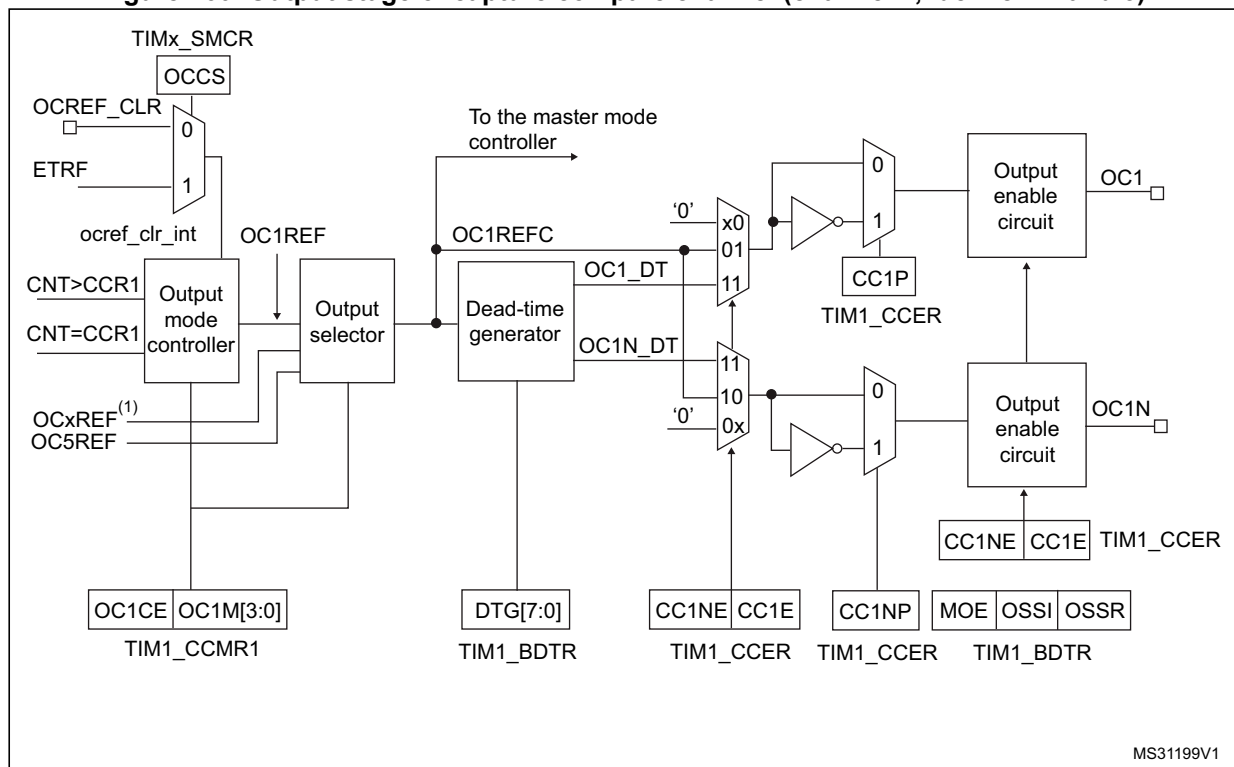 TIMx_SMCR
OCCS
OCREF_CLR
0
ETRF
1
ocref_clr_int
To the master mode
controller
OC1REF
OC1REFC
CNT>CCR1
CNT=CCR1
Output
mode
controller
Output
selector
Dead-time
generator
OC1_DT
OC1N_DT
OCxREF(1)
OC5REF
'0'
x0
01
11
11
10
'0'
0x
0
1
CC1P
TIM1_CCER
Output
enable
circuit
OC1
0
1
Output
enable
circuit
OC1N
CC1NE CC1E TIM1_CCER
OC1CE OC1M[3:0]
TIM1_CCMR1
DTG[7:0]
TIM1_BDTR
CC1NE CC1E
TIM1_CCER
CC1NP
TIM1_CCER
MOE OSSI OSSR
TIM1_BDTR
MS31199V1